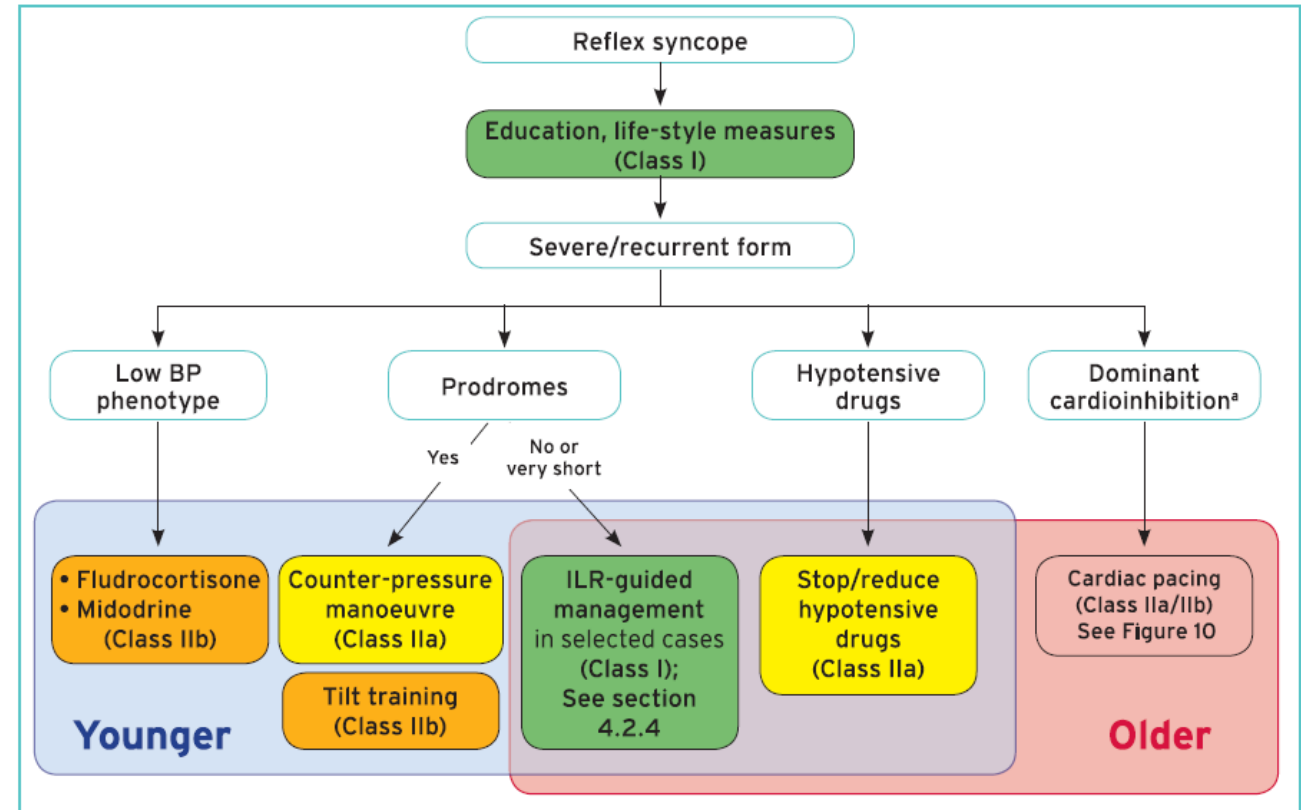 Reflex syncope
Education, life-style measures
(Class I)
Severe/recurrent form
Low BP
phenotype
Prodromes
Hypotensive
drugs
Dominant
cardioinhibitionᵃ
Yes
No or
very short
• Fludrocortisone
• Midodrine
(Class IIb)
Counter-pressure
manoeuvre
(Class IIa)
Tilt training
(Class IIb)
ILR-guided
management
in selected cases
(Class I);
See section
4.2.4
Stop/reduce
hypotensive
drugs
(Class IIa)
Cardiac pacing
(Class IIa/IIb)
See Figure 10
Younger
Older